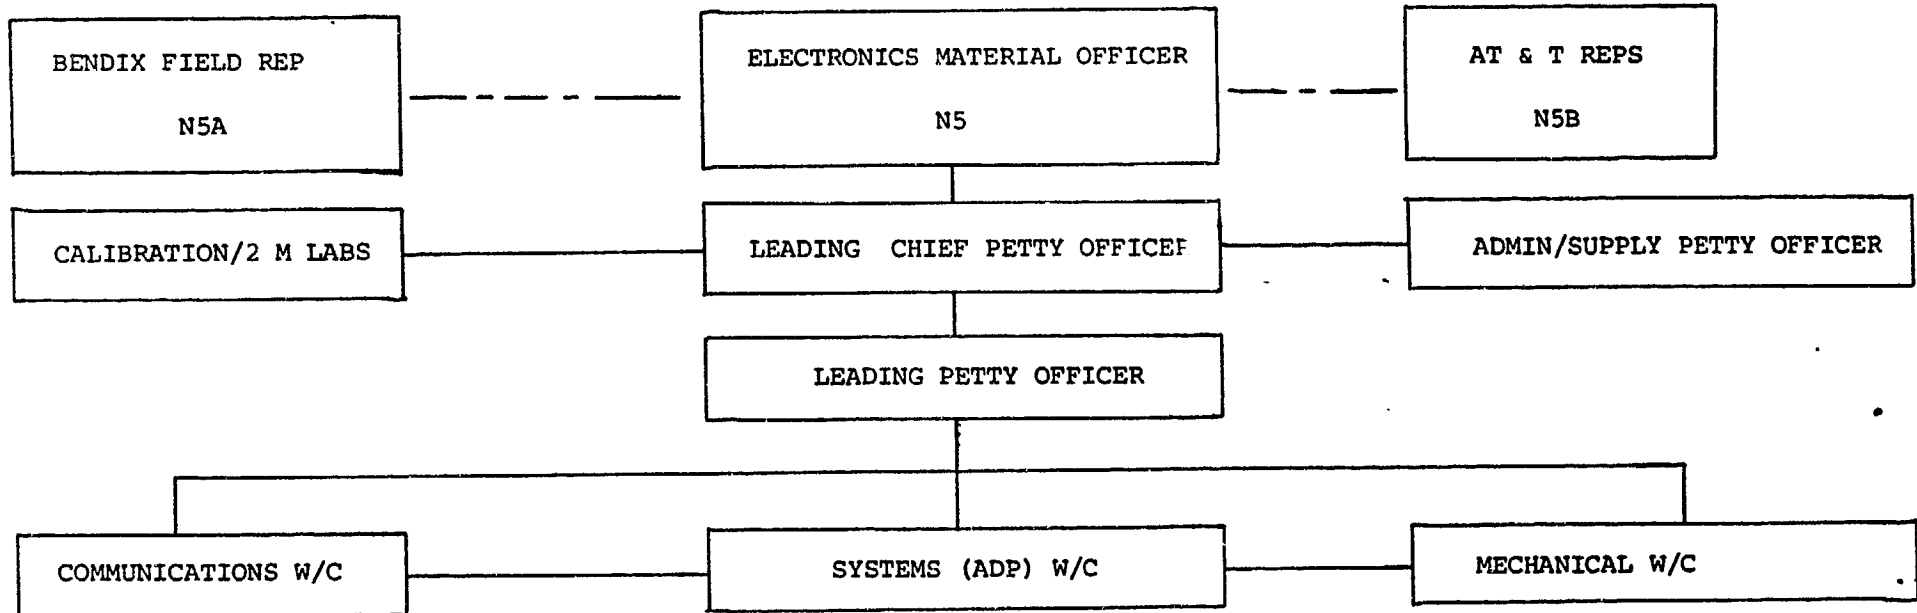 BENDIX FIELD REP
N5A
ELECTRONICS MATERIAL OFFICER
N5
AT & T REPS
N5B
CALIBRATION/2 M LABS
LEADING CHIEF PETTY OFFICER
ADMIN/SUPPLY PETTY OFFICER
LEADING PETTY OFFICER
COMMUNICATIONS W/C
SYSTEMS (ADP) W/C
MECHANICAL W/C